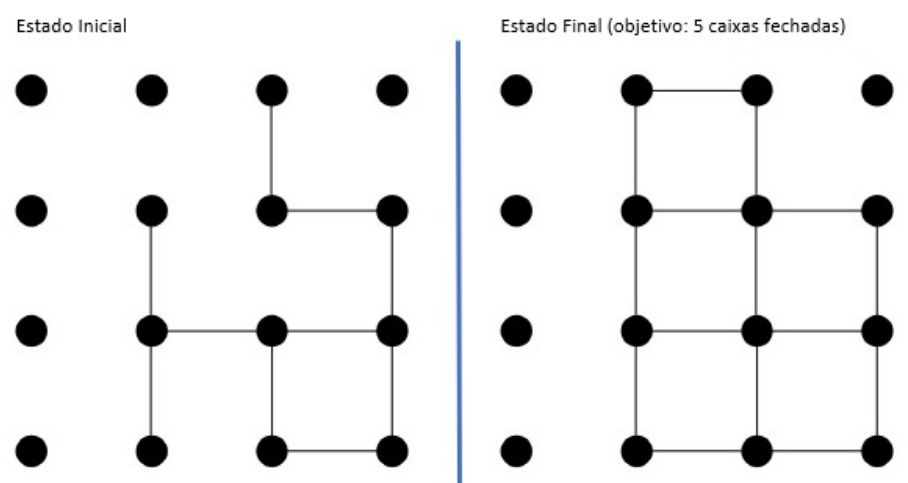 Estado Inicial
Estado Final (objetivo: 5 caixas fechadas)